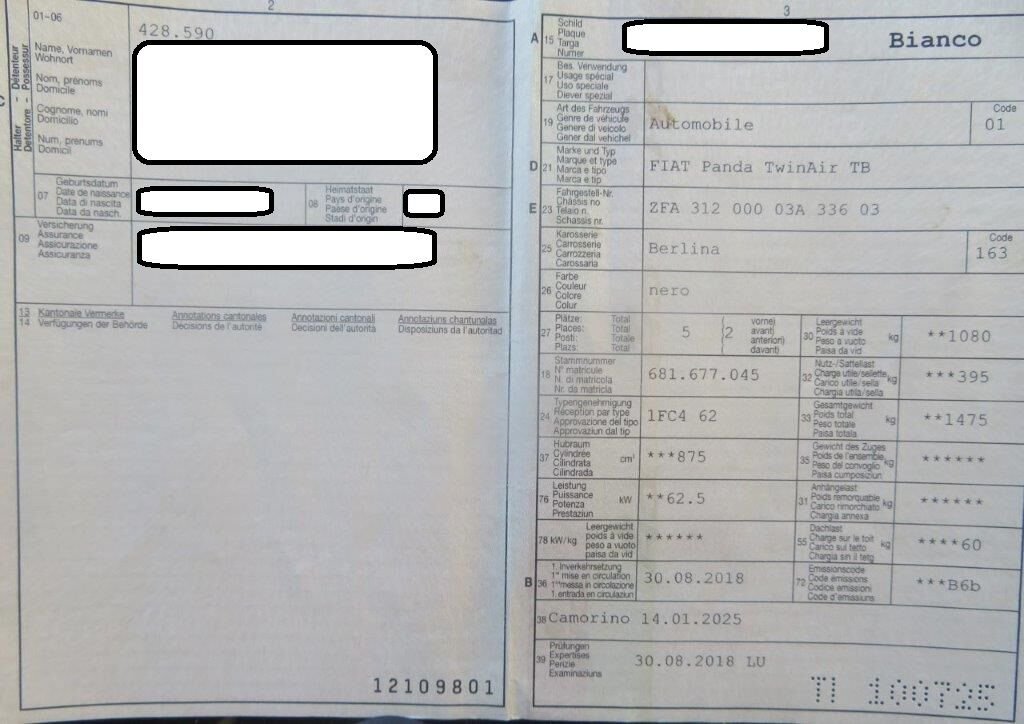 2
01-06
428.590
Halter - Détenteur
Detentore - Possessur
Name, Vornamen
Wohnort
Nom, prénoms
Domicile
Cognome, nomi
Domicilio
Num, prenums
Domicil
07
Geburtsdatum
Date de naissance
Data di nascita
Data da nasch.
08
Heimatstaat
Pays d'origine
Paese d'origine
Stadi d'origin
09
Versicherung
Assurance
Assicurazione
Assicuranza
13 Kantonale Vermerke Annotations cantonales Annotazioni cantonali Annotaziuns chantunalas
14 Verfügungen der Behörde Décisions de l'autorité Decisioni dell'autorità Disposiziuns da l'autoritad
12109801
3
A 15
Schild
Plaque
Targa
Numer
Bianco
17
Bes. Verwendung
Usage spécial
Uso speciale
Diever spezial
19
Art des Fahrzeugs
Genre de véhicule
Genere di veicolo
Gener dal vehichel
Automobile
Code
01
D 21
Marke und Typ
Marque et type
Marca e tipo
Marca e tip
FIAT Panda TwinAir TB
E 23
Fahrgestell-Nr.
Châssis no
Telaio n.
Schassis nr.
ZFA 312 000 03A 336 03
25
Karosserie
Carrosserie
Carrozzeria
Carossaria
Berlina
Code
163
26
Farbe
Couleur
Colore
Colur
nero
27
Plätze: Total
Places: Total
Posti: Totale
Plazs: Total
5 (2
vorne)
avant)
anteriori)
davant)
30 kg
Leergewicht
Poids à vide
Peso a vuoto
Paisa da vid
**1080
18
Stammnummer
N° matricule
N. di matricola
Nr. da matricla
681.677.045
32 kg
Nutz-/Sattellast
Charge utile/sellette
Carico utile/sella
Chargia utila/sella
***395
24
Typengenehmigung
Réception par type
Approvazione del tipo
Approvaziun dal tip
1FC4 62
33 kg
Gesamtgewicht
Poids total
Peso totale
Paisa totala
**1475
37 cm³
Hubraum
Cylindrée
Cilindrata
Cilindrada
***875
35 kg
Gewicht des Zuges
Poids de l'ensemble
Peso del convoglio
Paisa cumposiziun
******
76 kW
Leistung
Puissance
Potenza
Prestaziun
**62.5
31 kg
Anhängelast
Poids remorquable
Carico rimorchiato
Chargia annexa
******
78 kW/kg
Leergewicht
poids à vide
peso a vuoto
paisa da vid
******
55 kg
Dachlast
Charge sur le toit
Carico sul tetto
Chargia sin il tetg
****60
B 36
1. Inverkehrsetzung
1re mise en circulation
1a messa in circolazione
1. entrada en circulaziun
30.08.2018
72
Emissionscode
Code émissions
Codice emissioni
Code d'emissiuns
***B6b
38 Camorino 14.01.2025
39
Prüfungen
Expertises
Perizie
Examinaziuns
30.08.2018 LU
TI 100725